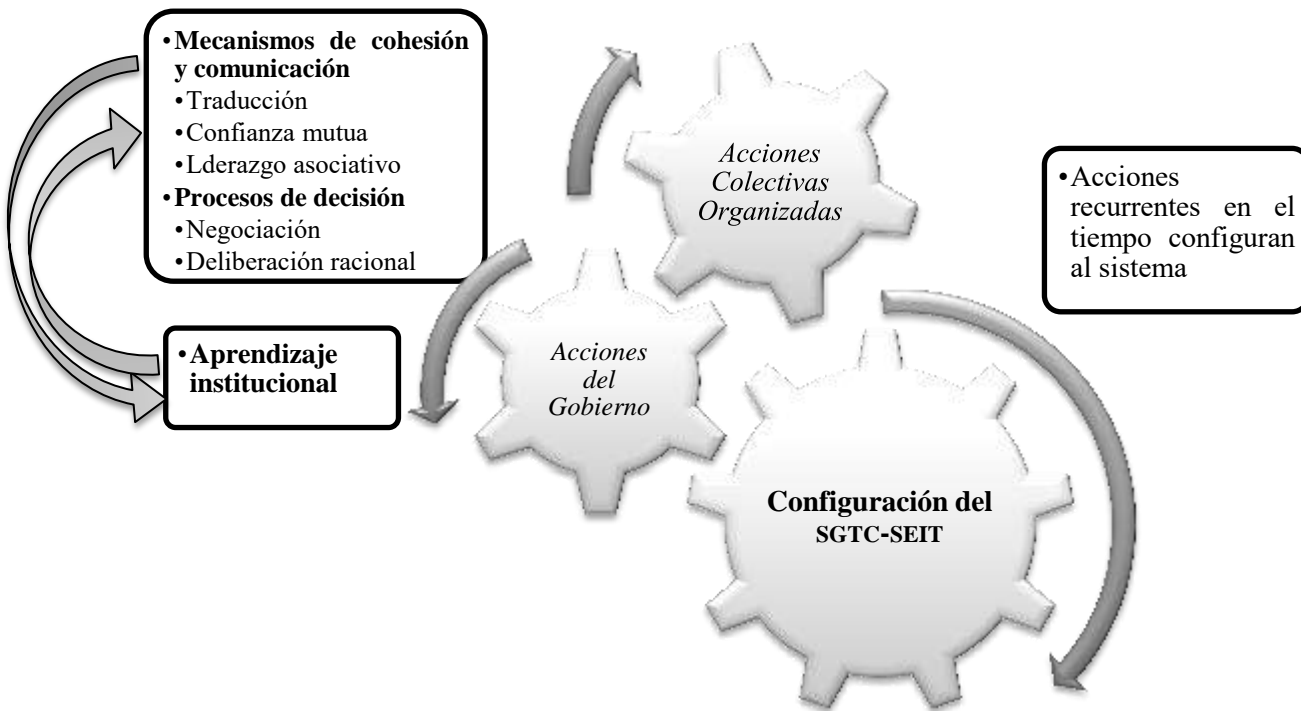 •Mecanismos de cohesión
y comunicación
•Traducción
•Confianza mutua
•Lderazgo asociativo
•Procesos de decisión
•Negociación
•Deliberación racional
•Aprendizaje
institucional
Acciones
Colectivas
Organizadas
Acciones
del
Gobierno
Configuración del
SGTC-SEIT
•Acciones
recurrentes en el
tiempo configuran
al sistema